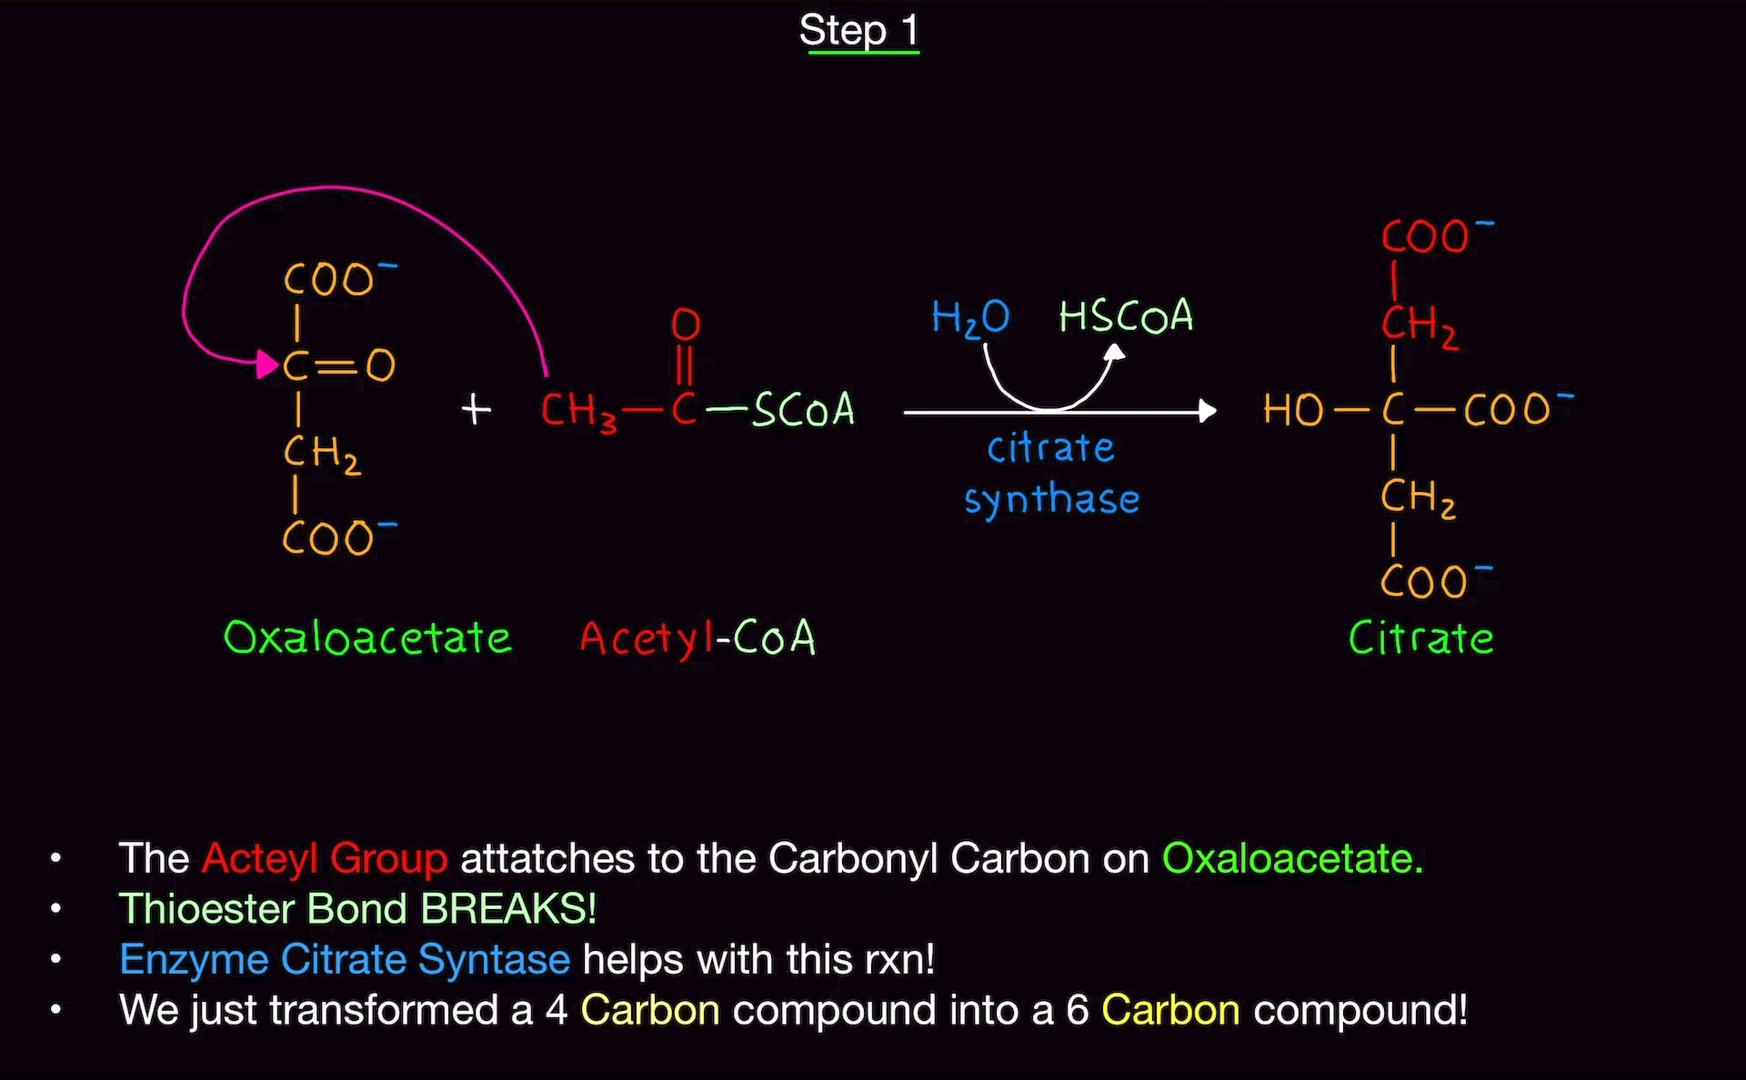 Step 1
COO⁻
C=O
CH₂
COO⁻
+
O
CH₃—C—SCoA
H₂O HSCoA
citrate
synthase
COO⁻
CH₂
HO—C—COO⁻
CH₂
COO⁻
Oxaloacetate
Acetyl-CoA
Citrate
• The Acteyl Group attatches to the Carbonyl Carbon on Oxaloacetate.
• Thioester Bond BREAKS!
• Enzyme Citrate Syntase helps with this rxn!
• We just transformed a 4 Carbon compound into a 6 Carbon compound!